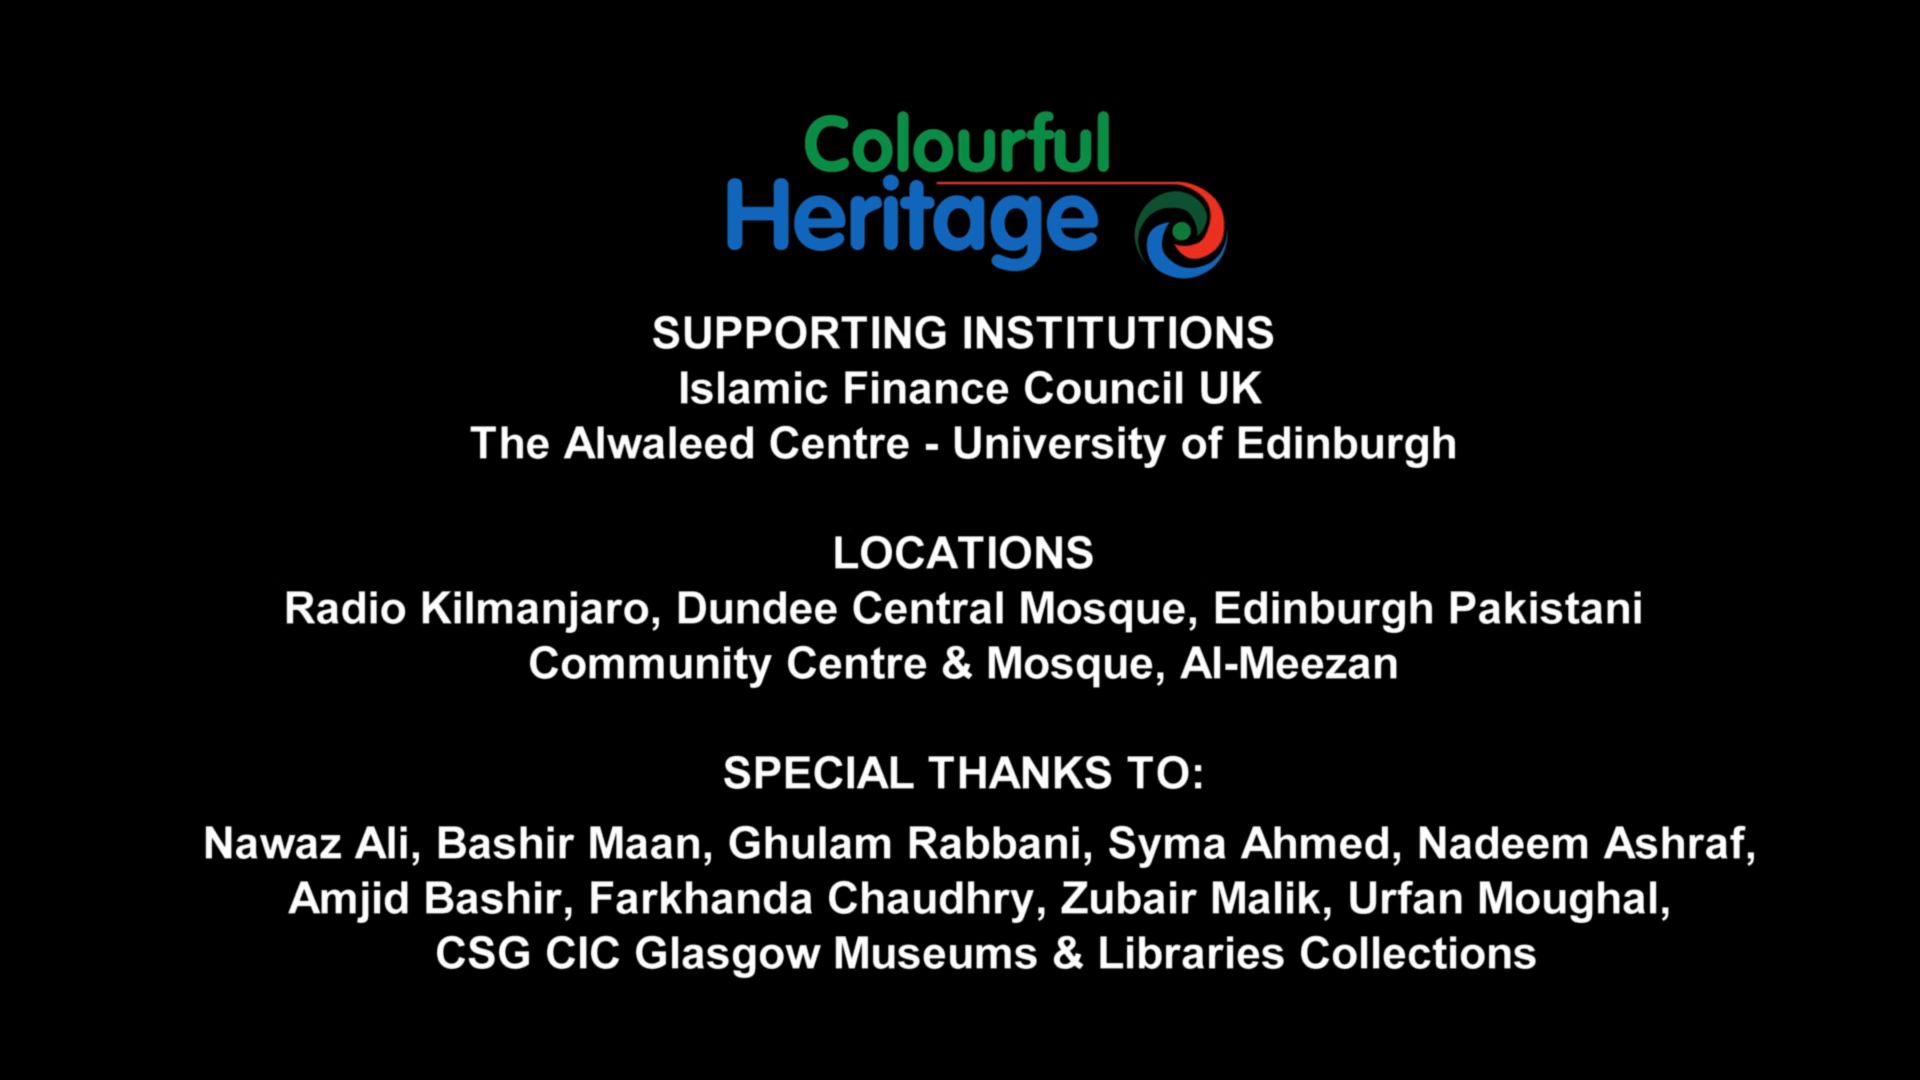 Colourful
Heritage
SUPPORTING INSTITUTIONS
Islamic Finance Council UK
The Alwaleed Centre - University of Edinburgh
LOCATIONS
Radio Kilmanjaro, Dundee Central Mosque, Edinburgh Pakistani
Community Centre & Mosque, Al-Meezan
SPECIAL THANKS TO:
Nawaz Ali, Bashir Maan, Ghulam Rabbani, Syma Ahmed, Nadeem Ashraf,
Amjid Bashir, Farkhanda Chaudhry, Zubair Malik, Urfan Moughal,
CSG CIC Glasgow Museums & Libraries Collections